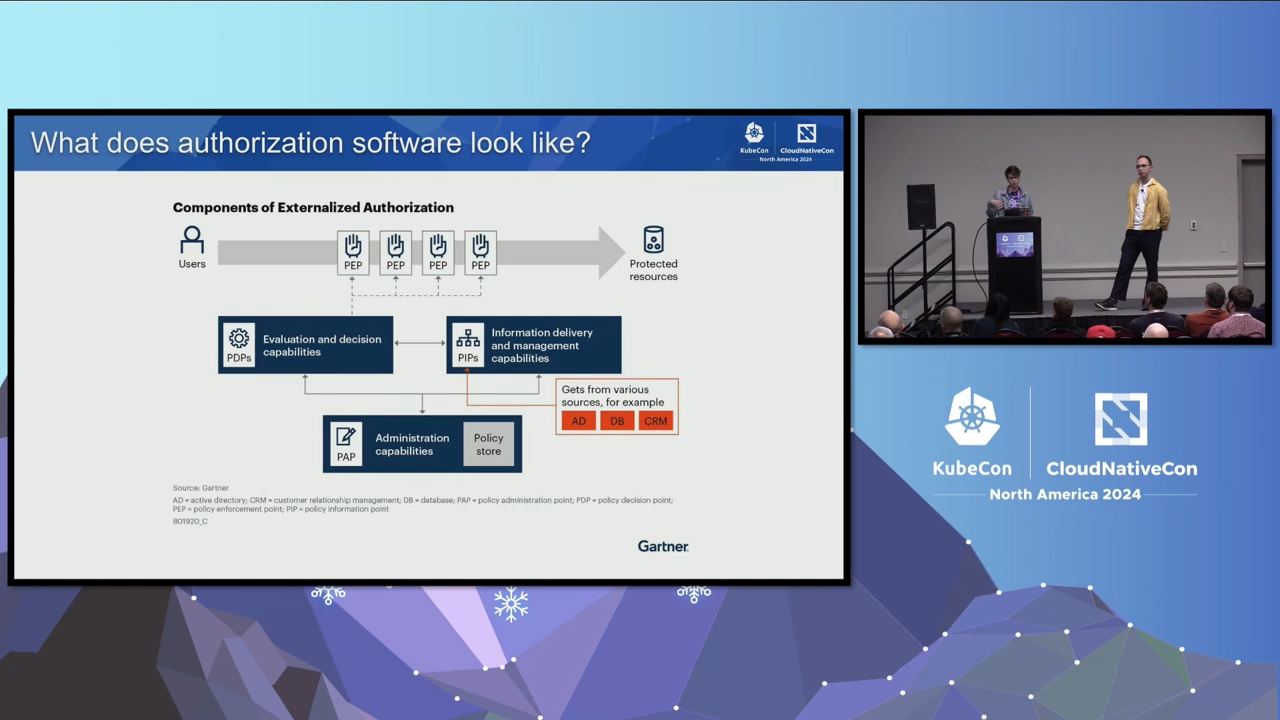 What does authorization software look like?
KubeCon
CloudNativeCon
North America 2024
Components of Externalized Authorization
Users
PEP
PEP
PEP
PEP
Protected
resources
PDPs
Evaluation and decision
capabilities
PIPs
Information delivery
and management
capabilities
Gets from various
sources, for example
AD
DB
CRM
PAP
Administration
capabilities
Policy
store
Source: Gartner
AD = active directory; CRM = customer relationship management; DB = database; PAP = policy administration point; PDP = policy decision point;
PEP = policy enforcement point; PIP = policy information point
801920_C
Gartner
KubeCon
CloudNativeCon
North America 2024